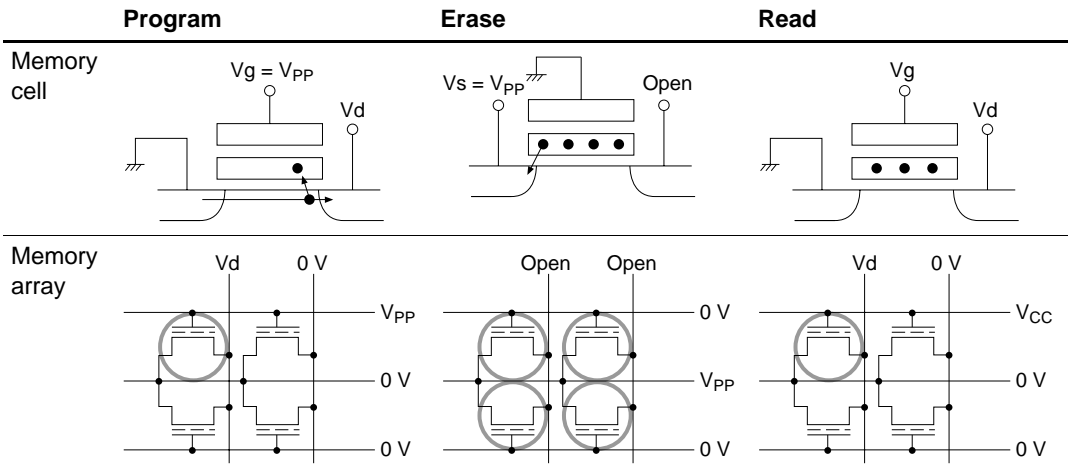 Program Erase Read
Memory
cell
Vg = VPP
Vd
Vs = VPP
Open
Vg
Vd
Memory
array
Vd 0 V
VPP
0 V
0 V
Open Open
0 V
VPP
0 V
Vd 0 V
VCC
0 V
0 V